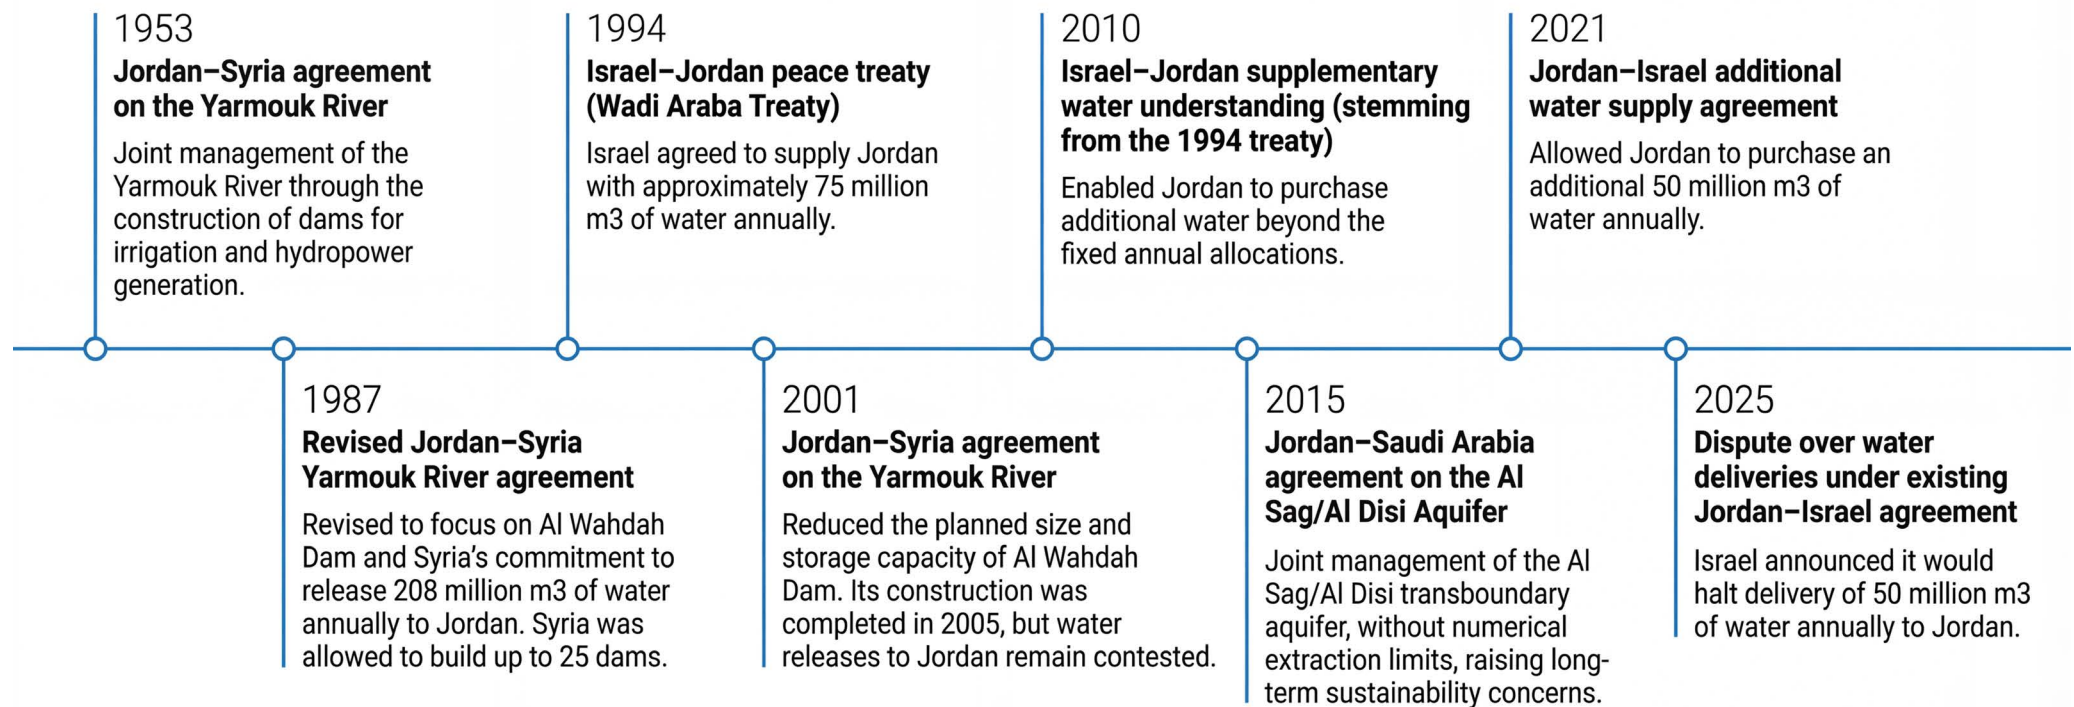 1953
Jordan–Syria agreement
on the Yarmouk River
Joint management of the
Yarmouk River through the
construction of dams for
irrigation and hydropower
generation.
1987
Revised Jordan–Syria
Yarmouk River agreement
Revised to focus on Al Wahdah
Dam and Syria's commitment to
release 208 million m3 of water
annually to Jordan. Syria was
allowed to build up to 25 dams.
1994
Israel–Jordan peace treaty
(Wadi Araba Treaty)
Israel agreed to supply Jordan
with approximately 75 million
m3 of water annually.
2001
Jordan–Syria agreement
on the Yarmouk River
Reduced the planned size and
storage capacity of Al Wahdah
Dam. Its construction was
completed in 2005, but water
releases to Jordan remain contested.
2010
Israel–Jordan supplementary
water understanding (stemming
from the 1994 treaty)
Enabled Jordan to purchase
additional water beyond the
fixed annual allocations.
2015
Jordan–Saudi Arabia
agreement on the Al
Sag/Al Disi Aquifer
Joint management of the Al
Sag/Al Disi transboundary
aquifer, without numerical
extraction limits, raising long-
term sustainability concerns.
2021
Jordan–Israel additional
water supply agreement
Allowed Jordan to purchase an
additional 50 million m3 of
water annually.
2025
Dispute over water
deliveries under existing
Jordan–Israel agreement
Israel announced it would
halt delivery of 50 million m3
of water annually to Jordan.